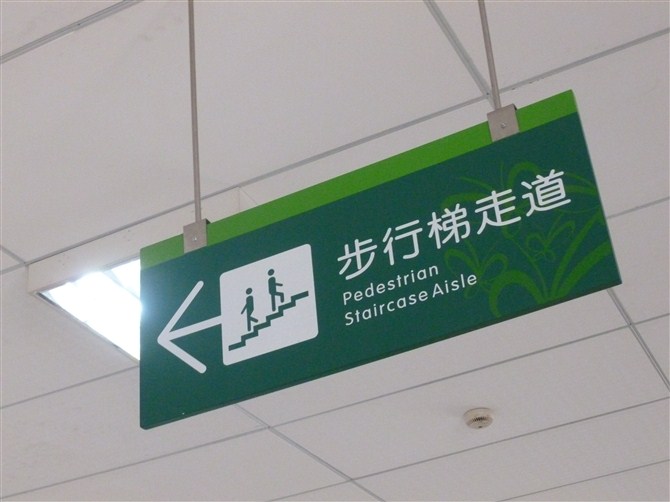 步行梯走道
Pedestrian
Staircase Aisle